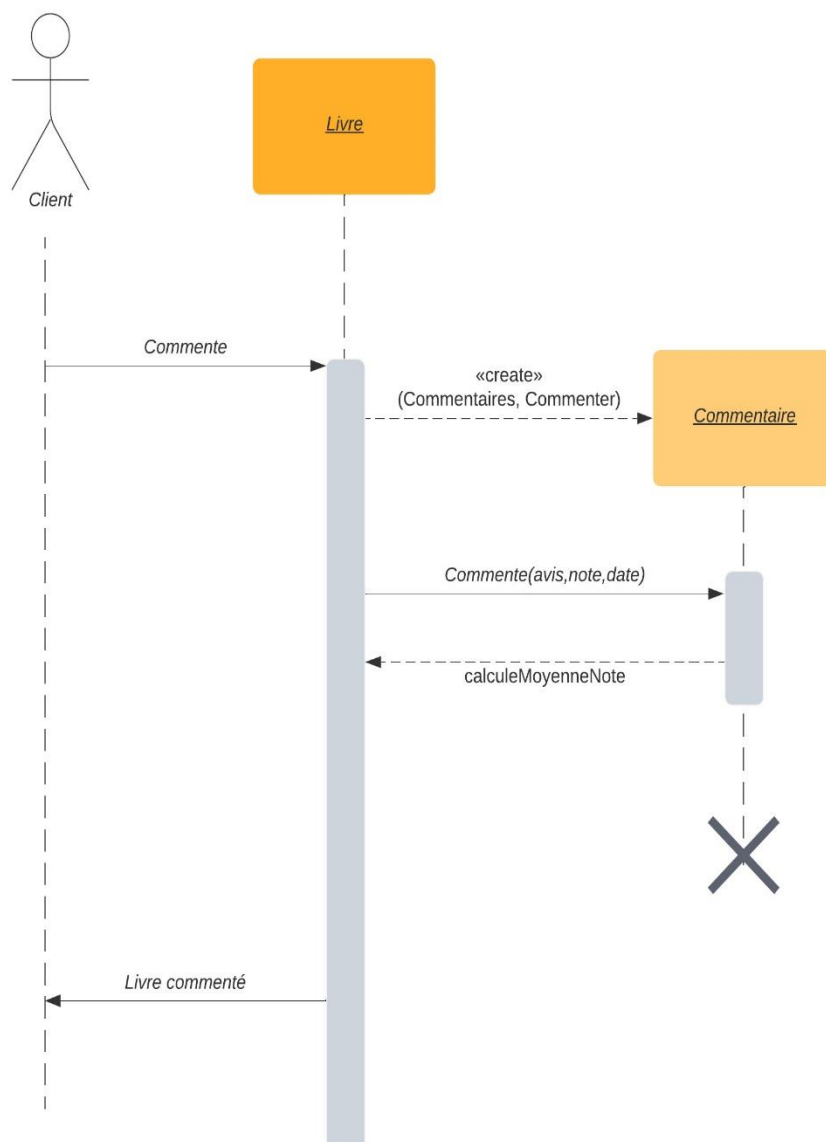 Livre
Client
Commente
«create»
(Commentaires, Commenter)
Commentaire
Commente(avis,note,date)
calculeMoyenneNote
Livre commenté